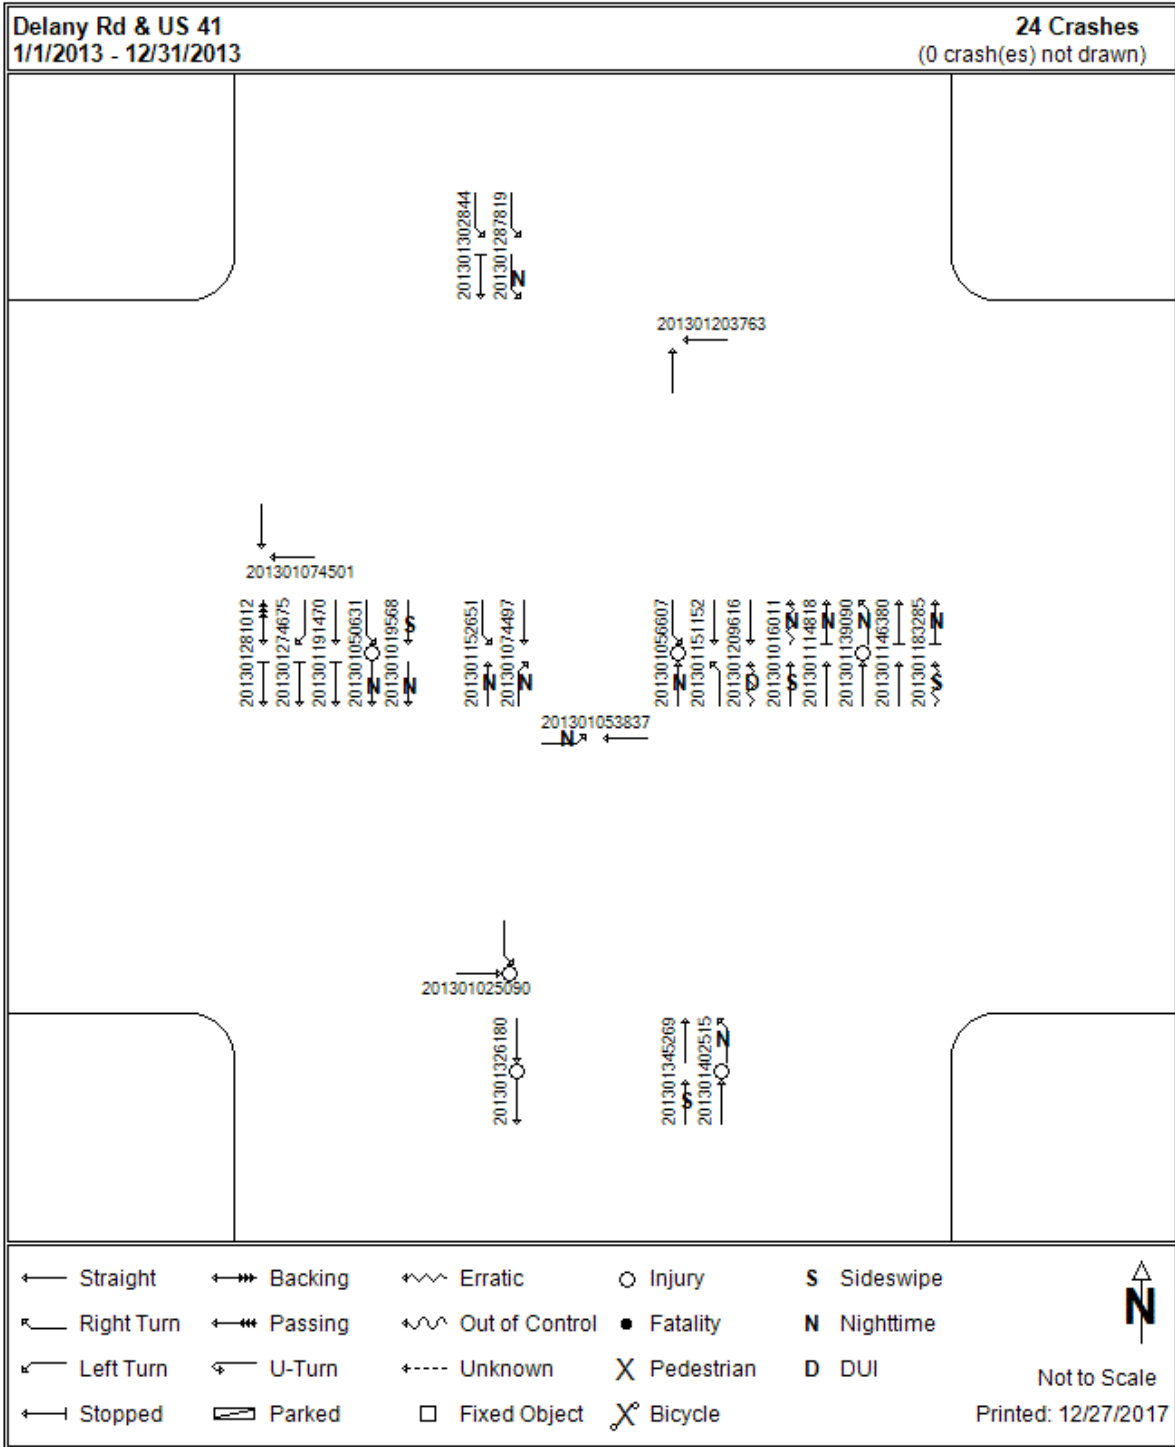 Delany Rd & US 41
1/1/2013 - 12/31/2013
24 Crashes
(0 crash(es) not drawn)
201301302844
201301287819
N
201301203763
201301074501
201301281012
201301274675
201301191470
201301050631
N
201301019568
S
N
201301152651
N
201301074497
N
201301056607
N
201301151152
201301209616
D
201301016011
N
S
201301114818
N
201301139090
N
201301146380
201301183285
N
S
201301053837
N
201301025090
201301326180
201301345269
S
201301402515
N
Straight
Backing
Erratic
Injury
S Sideswipe
Right Turn
Passing
Out of Control
Fatality
N Nighttime
Left Turn
U-Turn
Unknown
Pedestrian
D DUI
Stopped
Parked
Fixed Object
Bicycle
N
Not to Scale
Printed: 12/27/2017